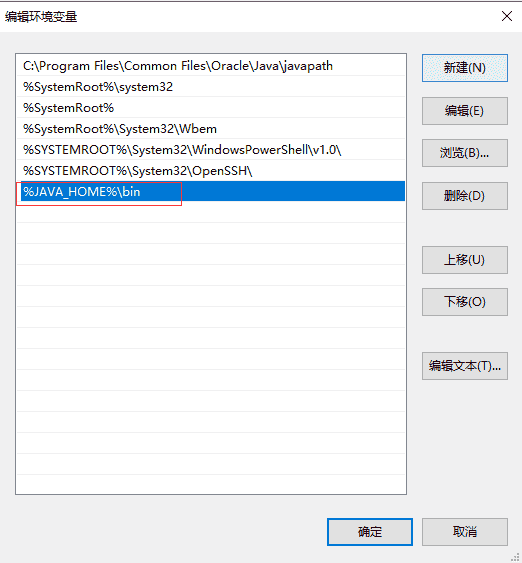 编辑环境变量
C:\Program Files\Common Files\Oracle\Java\javapath
%SystemRoot%\system32
%SystemRoot%
%SystemRoot%\System32\Wbem
%SYSTEMROOT%\System32\WindowsPowerShell\v1.0\
%SYSTEMROOT%\System32\OpenSSH\
%JAVA_HOME%\bin
新建(N)
编辑(E)
浏览(B)...
删除(D)
上移(U)
下移(O)
编辑文本(T)...
确定
取消